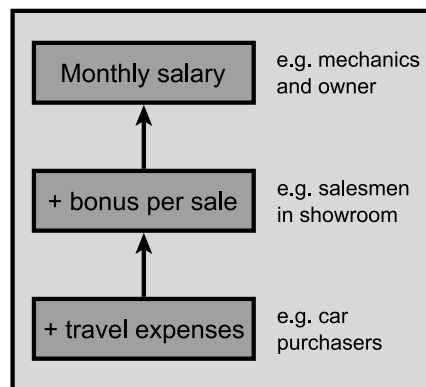 Monthly salary
e.g. mechanics
and owner
+ bonus per sale
e.g. salesmen
in showroom
+ travel expenses
e.g. car
purchasers